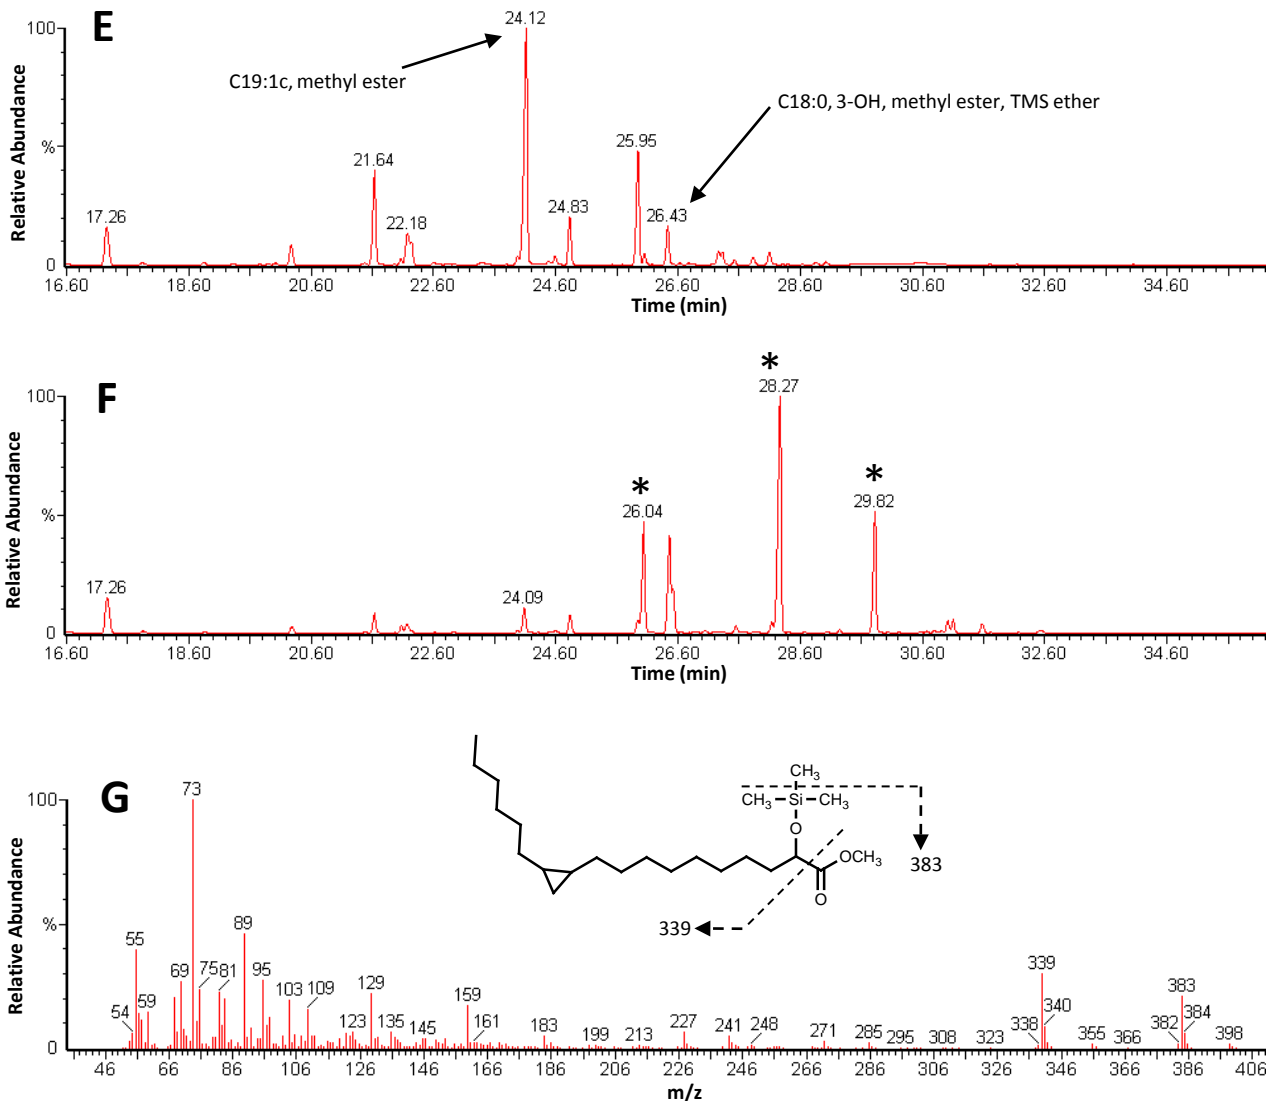 E
Relative Abundance
100
%
0
24.12
C19:1c, methyl ester
C18:0, 3-OH, methyl ester, TMS ether
25.95
21.64
24.83
26.43
22.18
17.26
16.60 18.60 20.60 22.60 24.60 26.60 28.60 30.60 32.60 34.60
Time (min)
F
Relative Abundance
100
%
0
*
28.27
*
26.04
*
29.82
17.26
24.09
16.60 18.60 20.60 22.60 24.60 26.60 28.60 30.60 32.60 34.60
Time (min)
G
Relative Abundance
100
%
0
73
CH3
CH3 Si CH3
O
OCH3
O
383
339
89
55
69 75 81
95
54 59
103 109
129
123 135 145
159
161
183
199 213
227
241 248
271
285 295 308 323
338 339 340
355 366
382 383 384
398
46 66 86 106 126 146 166 186 206 226 246 266 286 306 326 346 366 386 406
m/z